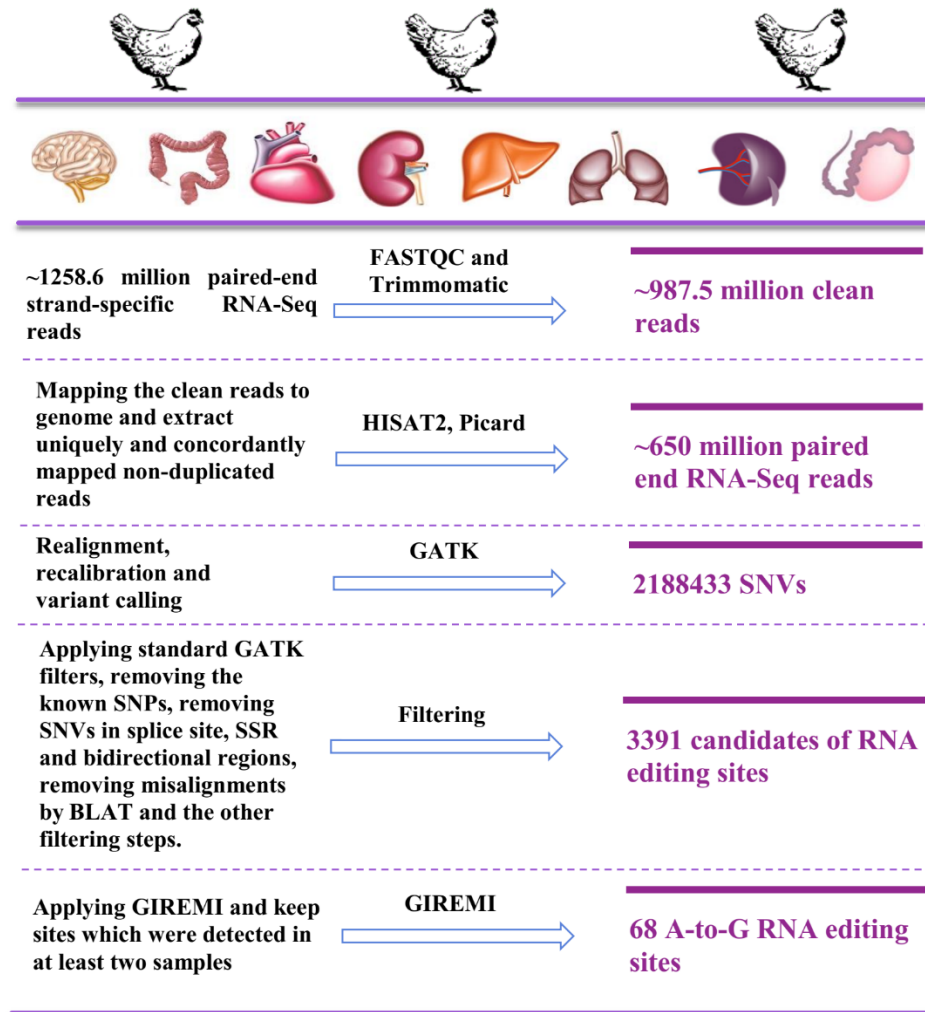 ~1258.6 million paired-end
strand-specific RNA-Seq
reads
FASTQC and
Trimmomatic
~987.5 million clean
reads
Mapping the clean reads to
genome and extract
uniquely and concordantly
mapped non-duplicated
reads
HISAT2, Picard
~650 million paired
end RNA-Seq reads
Realignment,
recalibration and
variant calling
GATK
2188433 SNVs
Applying standard GATK
filters, removing the
known SNPs, removing
SNVs in splice site, SSR
and bidirectional regions,
removing misalignments
by BLAT and the other
filtering steps.
Filtering
3391 candidates of RNA
editing sites
Applying GIREMI and keep
sites which were detected in
at least two samples
GIREMI
68 A-to-G RNA editing
sites